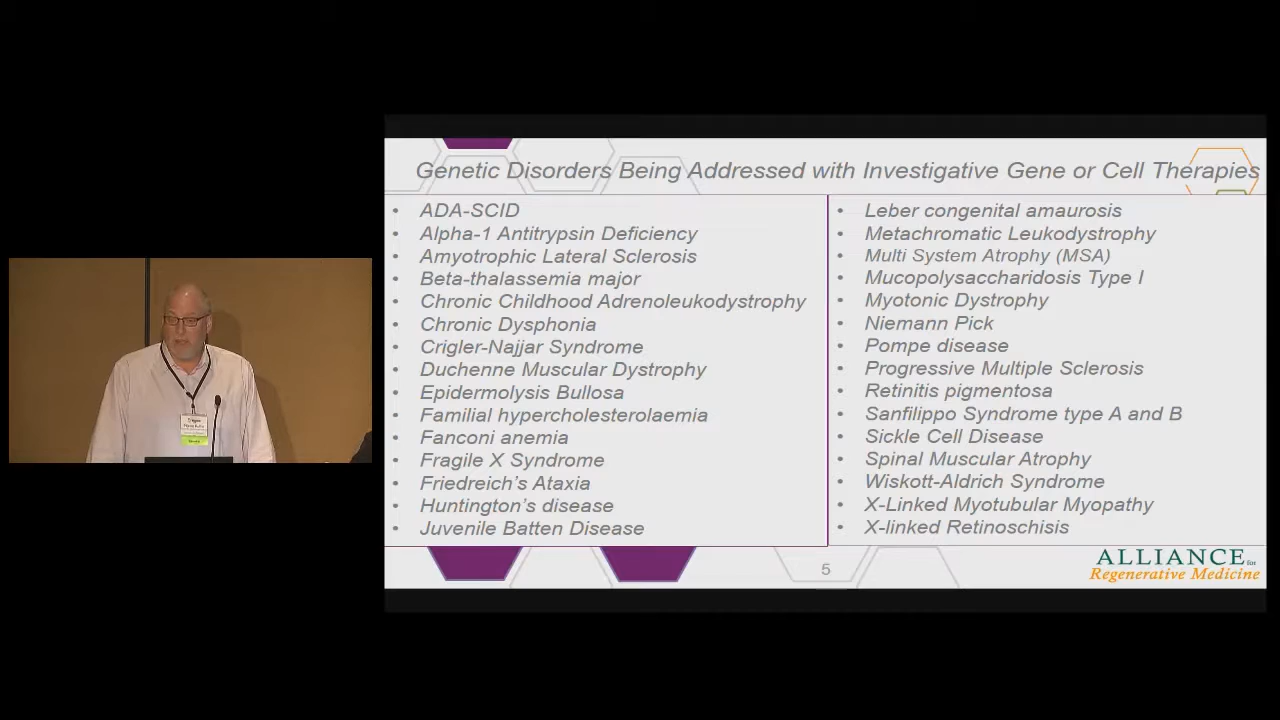 Genetic Disorders Being Addressed with Investigative Gene or Cell Therapies
• ADA-SCID
• Alpha-1 Antitrypsin Deficiency
• Amyotrophic Lateral Sclerosis
• Beta-thalassemia major
• Chronic Childhood Adrenoleukodystrophy
• Chronic Dysphonia
• Crigler-Najjar Syndrome
• Duchenne Muscular Dystrophy
• Epidermolysis Bullosa
• Familial hypercholesterolaemia
• Fanconi anemia
• Fragile X Syndrome
• Friedreich's Ataxia
• Huntington's disease
• Juvenile Batten Disease
• Leber congenital amaurosis
• Metachromatic Leukodystrophy
• Multi System Atrophy (MSA)
• Mucopolysaccharidosis Type I
• Myotonic Dystrophy
• Niemann Pick
• Pompe disease
• Progressive Multiple Sclerosis
• Retinitis pigmentosa
• Sanfilippo Syndrome type A and B
• Sickle Cell Disease
• Spinal Muscular Atrophy
• Wiskott-Aldrich Syndrome
• X-Linked Myotubular Myopathy
• X-linked Retinoschisis
5
ALLIANCE for
Regenerative Medicine